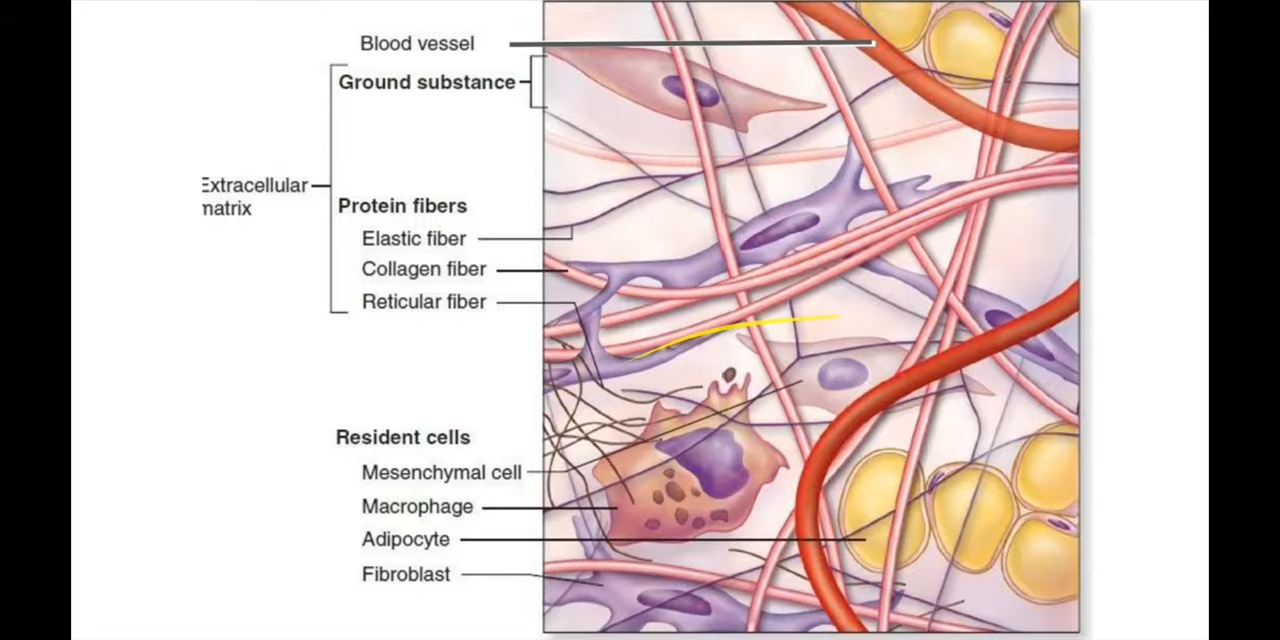 Blood vessel
Ground substance
Extracellular
matrix
Protein fibers
Elastic fiber
Collagen fiber
Reticular fiber
Resident cells
Mesenchymal cell
Macrophage
Adipocyte
Fibroblast